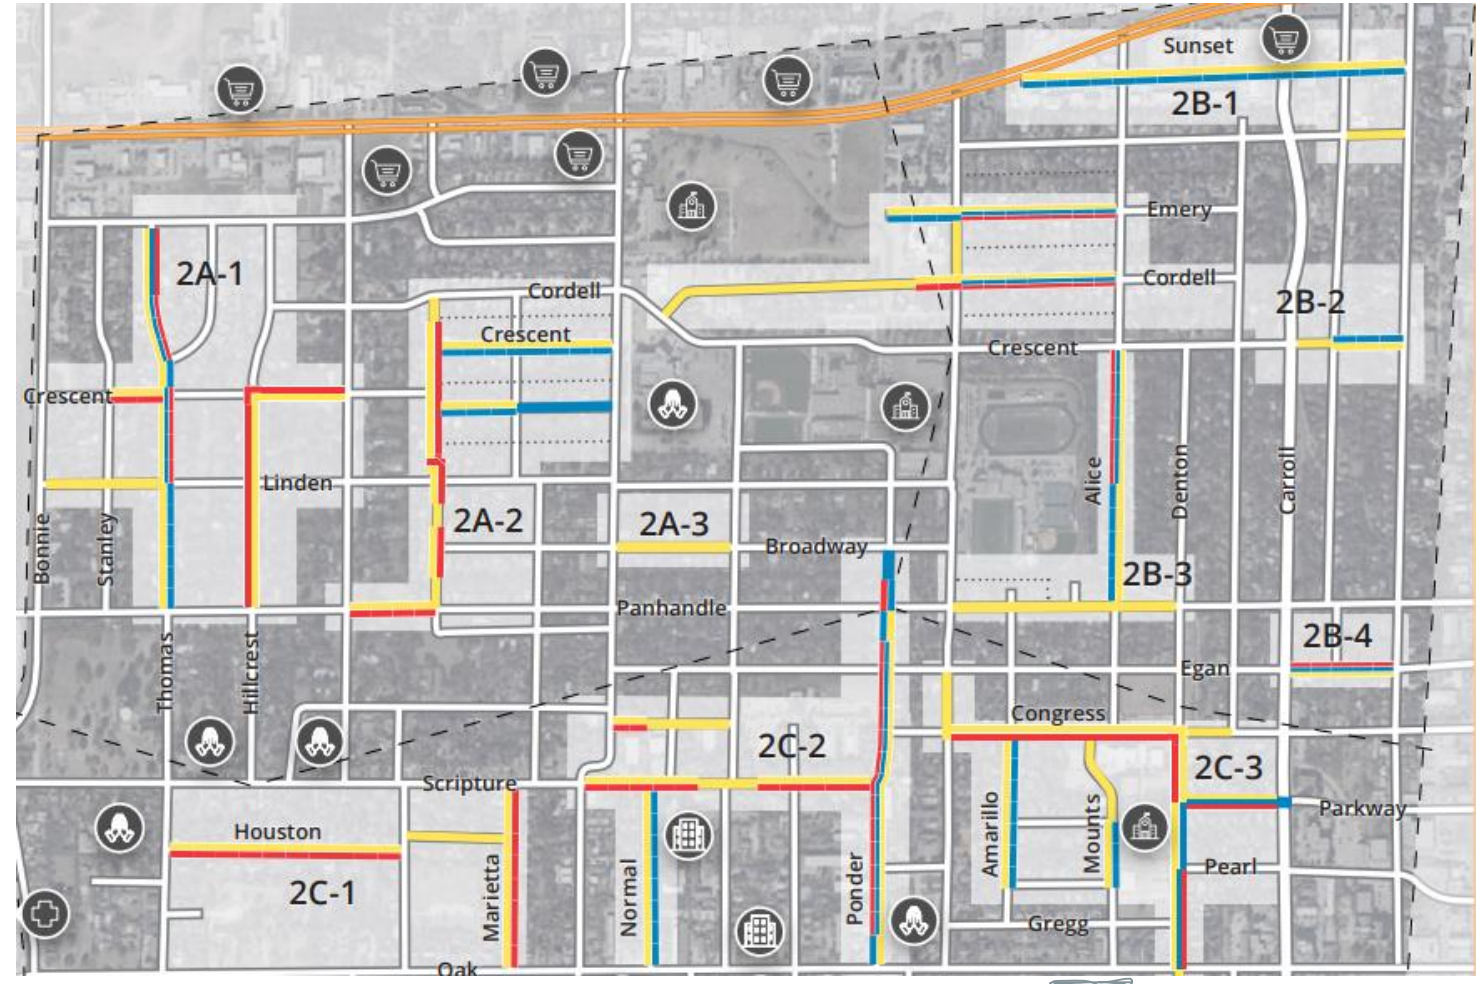 Sunset
2B-1
Emery
2A-1
Cordell
Cordell
2B-2
Crescent
Crescent
Crescent
Linden
Alice
Denton
Carroll
Bonnie
Stanley
2A-2
2A-3
Broadway
2B-3
Panhandle
2B-4
Thomas
Hillcrest
Egan
Congress
2C-2
2C-3
Scripture
Parkway
Houston
Amarillo
Mounts
Marietta
Normal
Ponder
Pearl
2C-1
Gregg
Oak